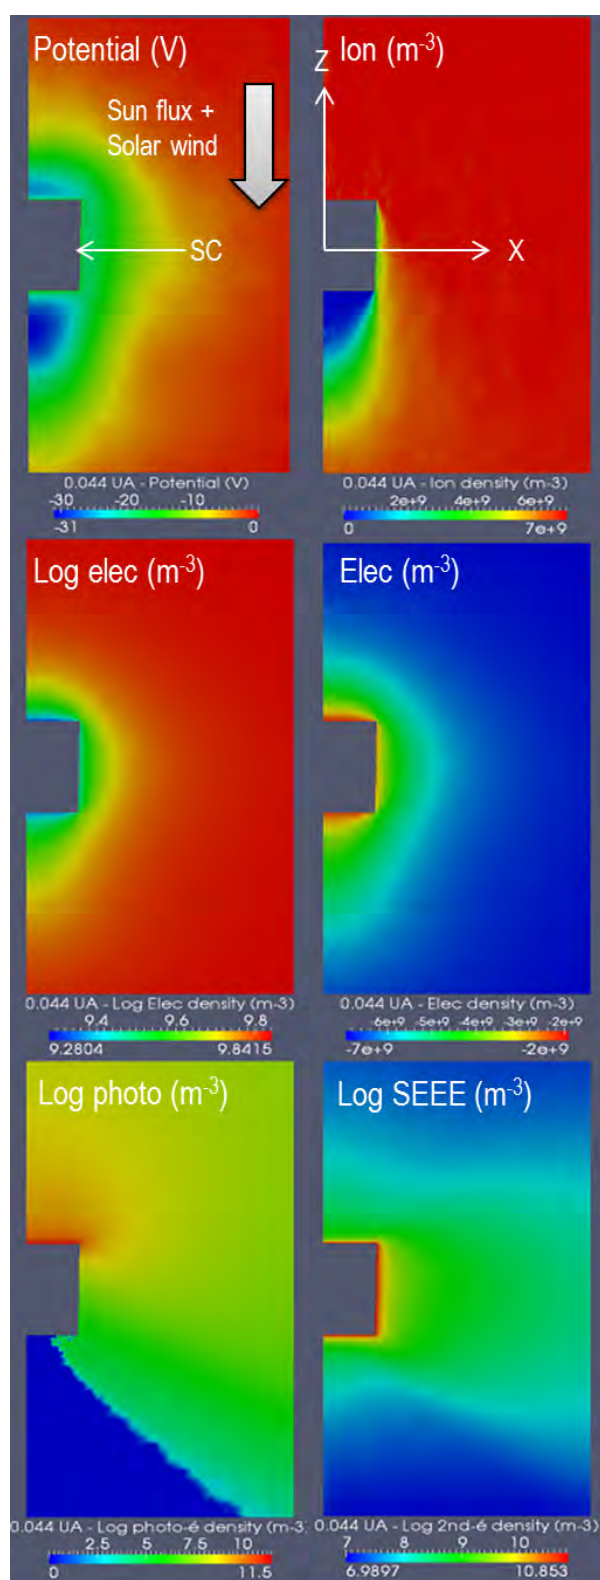 Potential (V)
Sun flux +
Solar wind
SC
0.044 UA - Potential (V)
-30 -20 -10
-31 0
Ion (m-3)
Z
X
0.044 UA - Ion density (m-3)
2e+9 4e+9 6e+9
0 7e+9
Log elec (m-3)
0.044 UA - Log Elec density (m-3)
9.4 9.6 9.8
9.2804 9.8415
Elec (m-3)
0.044 UA - Elec density (m-3)
-6e+9 -5e+9 -4e+9 -3e+9 -2e+9
-7e+9 -2e+9
Log photo (m-3)
0.044 UA - Log photo-é density (m-3
2.5 5 7.5 10
0 11.5
Log SEEE (m-3)
0.044 UA - Log 2nd-é density (m-3)
7 8 9 10
6.9897 10.853